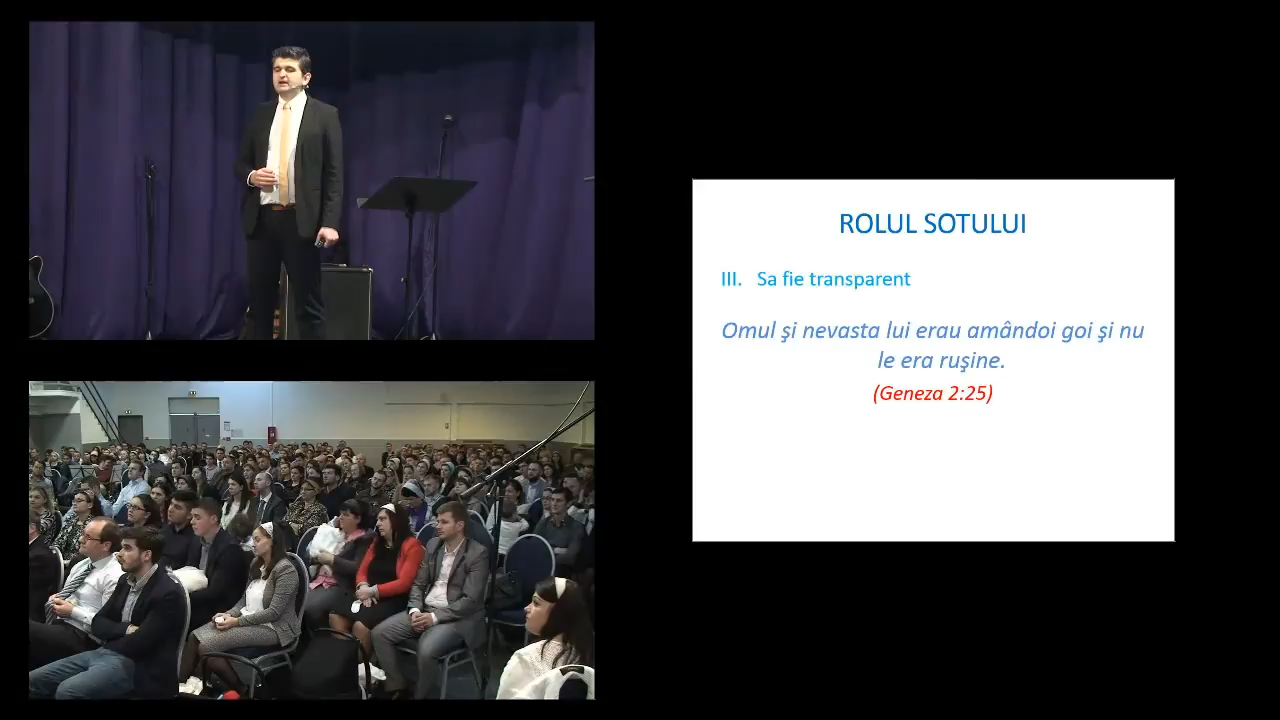 ROLUL SOTULUI
III. Sa fie transparent
Omul şi nevasta lui erau amândoi goi şi nu
le era ruşine.
(Geneza 2:25)